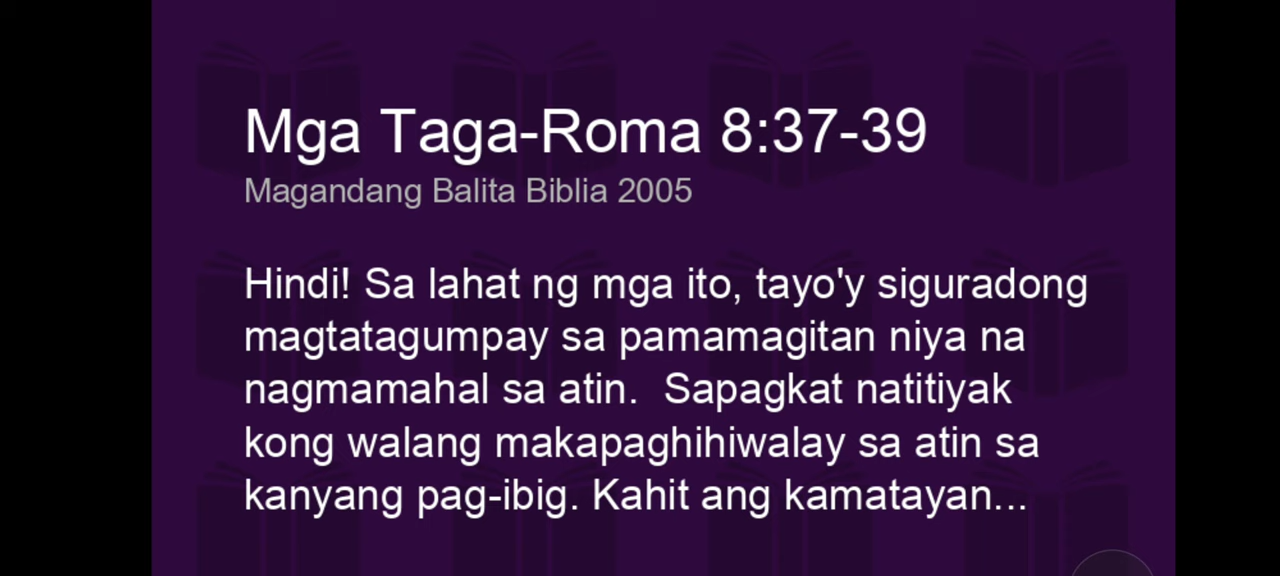 Mga Taga-Roma 8:37-39
Magandang Balita Biblia 2005
Hindi! Sa lahat ng mga ito, tayo'y siguradong
magtatagumpay sa pamamagitan niya na
nagmamahal sa atin.  Sapagkat natitiyak
kong walang makapaghihiwalay sa atin sa
kanyang pag-ibig. Kahit ang kamatayan...